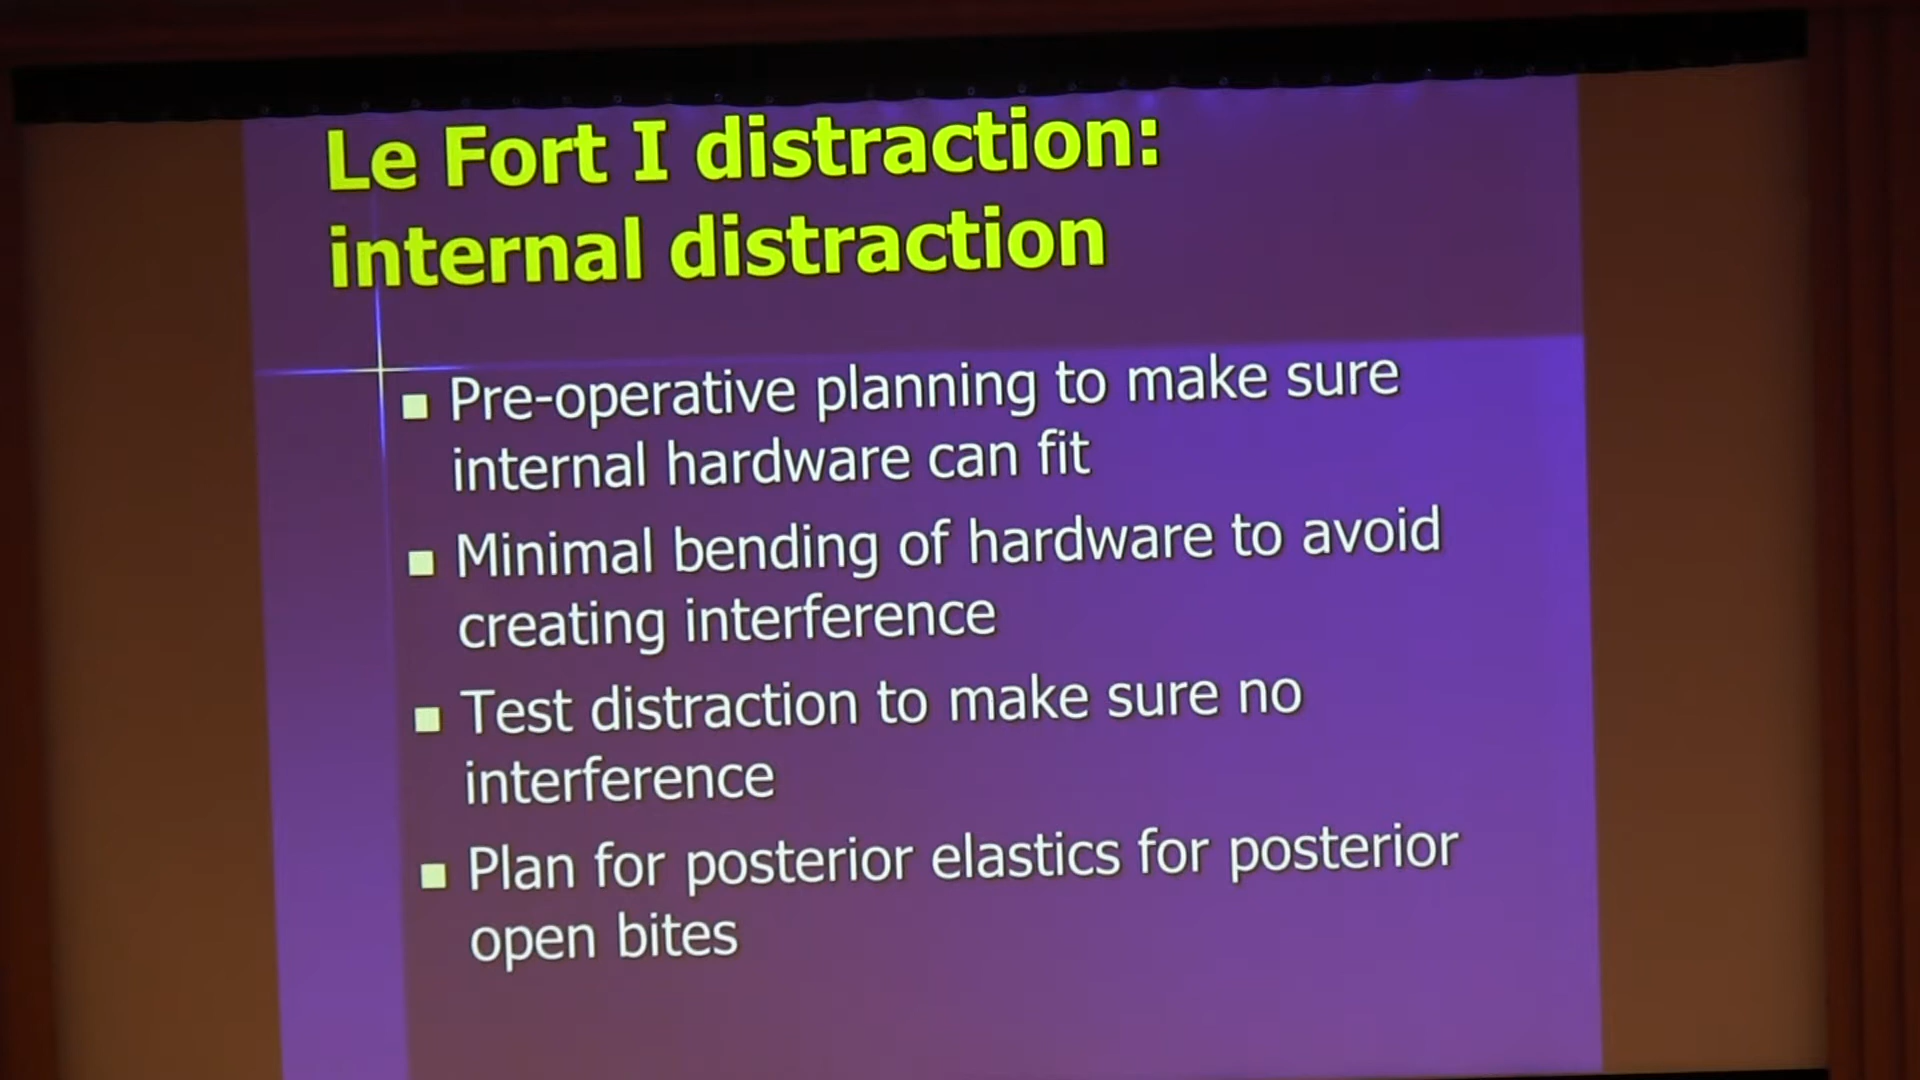 Le Fort I distraction:
internal distraction
▪ Pre-operative planning to make sure
internal hardware can fit
▪ Minimal bending of hardware to avoid
creating interference
▪ Test distraction to make sure no
interference
▪ Plan for posterior elastics for posterior
open bites